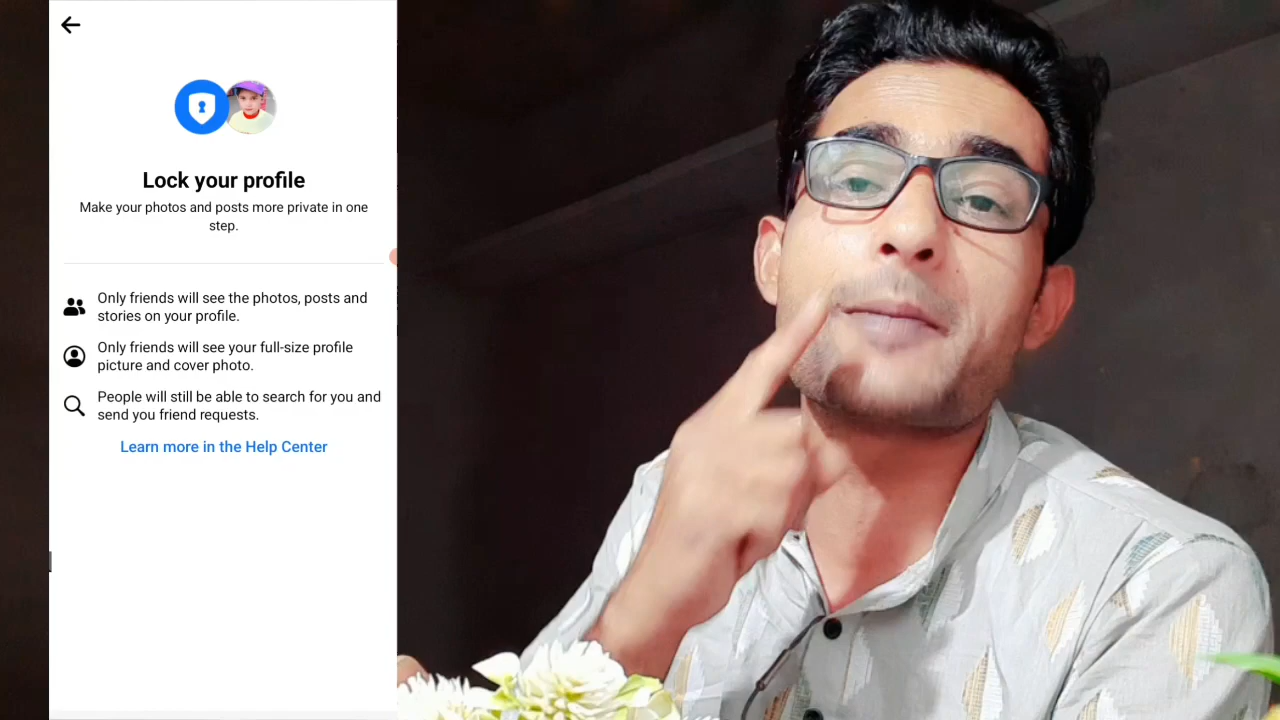 Lock your profile
Make your photos and posts more private in one
step.
Only friends will see the photos, posts and
stories on your profile.
Only friends will see your full-size profile
picture and cover photo.
People will still be able to search for you and
send you friend requests.
Learn more in the Help Center